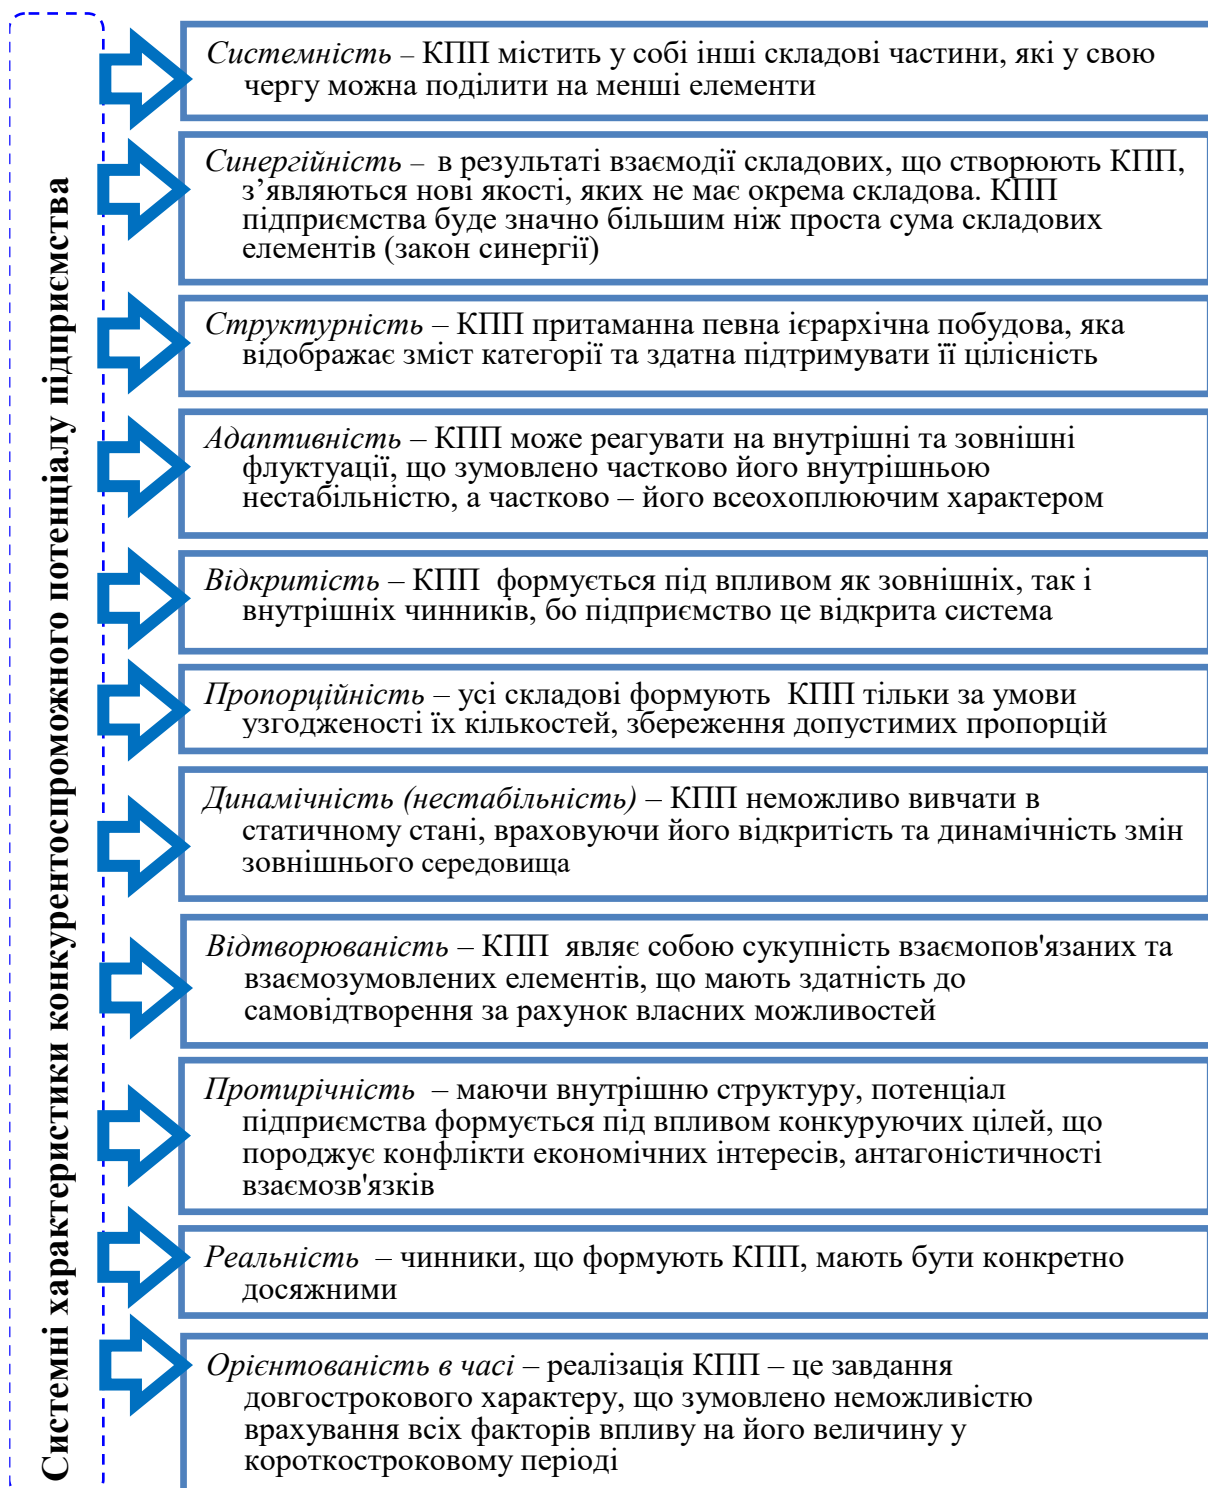 Системні характеристики конкурентоспроможного потенціалу підприємства
Системність – КПП містить у собі інші складові частини, які у свою
чергу можна поділити на менші елементи
Синергійність – в результаті взаємодії складових, що створюють КПП,
з’являються нові якості, яких не має окрема складова. КПП
підприємства буде значно більшим ніж проста сума складових
елементів (закон синергії)
Структурність – КПП притаманна певна ієрархічна побудова, яка
відображає зміст категорії та здатна підтримувати її цілісність
Адаптивність – КПП може реагувати на внутрішні та зовнішні
флуктуації, що зумовлено частково його внутрішньою
нестабільністю, а частково – його всеохоплюючим характером
Відкритість – КПП формується під впливом як зовнішніх, так і
внутрішніх чинників, бо підприємство це відкрита система
Пропорційність – усі складові формують КПП тільки за умови
узгодженості їх кількостей, збереження допустимих пропорцій
Динамічність (нестабільність) – КПП неможливо вивчати в
статичному стані, враховуючи його відкритість та динамічність змін
зовнішнього середовища
Відтворюваність – КПП являє собою сукупність взаємопов'язаних та
взаємозумовлених елементів, що мають здатність до
самовідтворення за рахунок власних можливостей
Протирічність – маючи внутрішню структуру, потенціал
підприємства формується під впливом конкуруючих цілей, що
породжує конфлікти економічних інтересів, антагоністичності
взаємозв'язків
Реальність – чинники, що формують КПП, мають бути конкретно
досяжними
Орієнтованість в часі – реалізація КПП – це завдання
довгострокового характеру, що зумовлено неможливістю
врахування всіх факторів впливу на його величину у
короткостроковому періоді